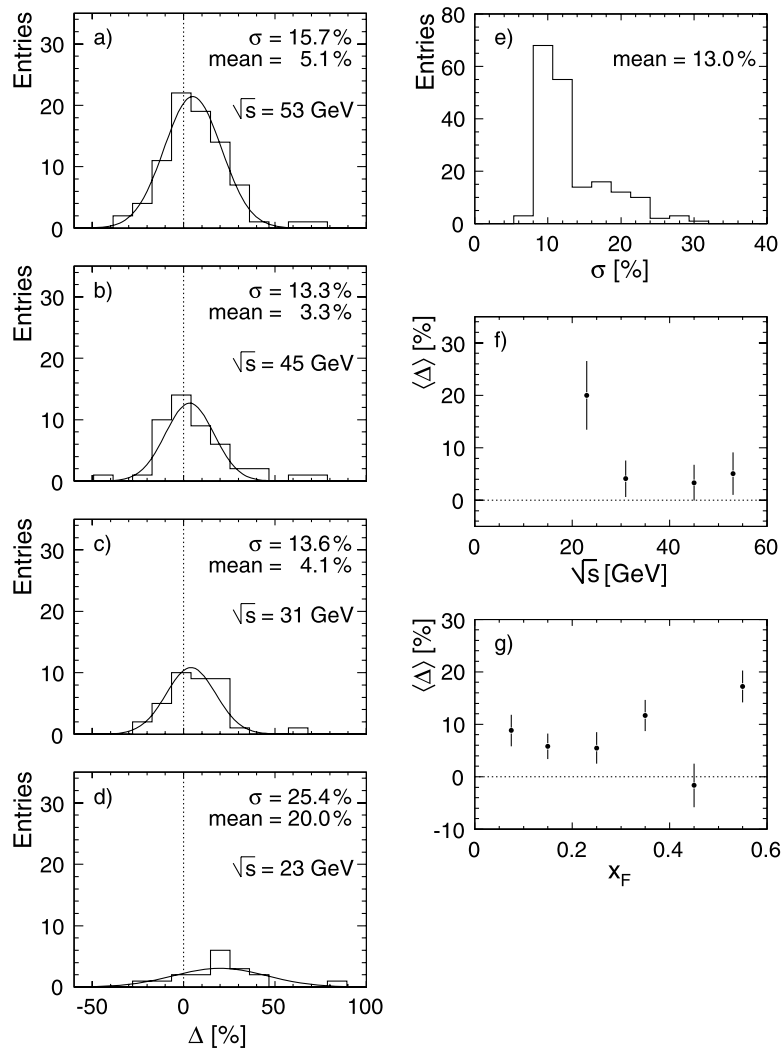 a)
σ = 15.7%
mean = 5.1%
√s = 53 GeV
Entries
30
20
10
0
b)
σ = 13.3%
mean = 3.3%
√s = 45 GeV
Entries
30
20
10
0
c)
σ = 13.6%
mean = 4.1%
√s = 31 GeV
Entries
30
20
10
0
d)
σ = 25.4%
mean = 20.0%
√s = 23 GeV
Entries
30
20
10
0
-50 0 50 100
Δ [%]
e)
mean = 13.0%
Entries
80
60
40
20
0
0 10 20 30 40
σ [%]
f)
⟨Δ⟩ [%]
30
20
10
0
0 20 40 60
√s [GeV]
g)
⟨Δ⟩ [%]
30
20
10
0
-10
0 0.2 0.4 0.6
x_F